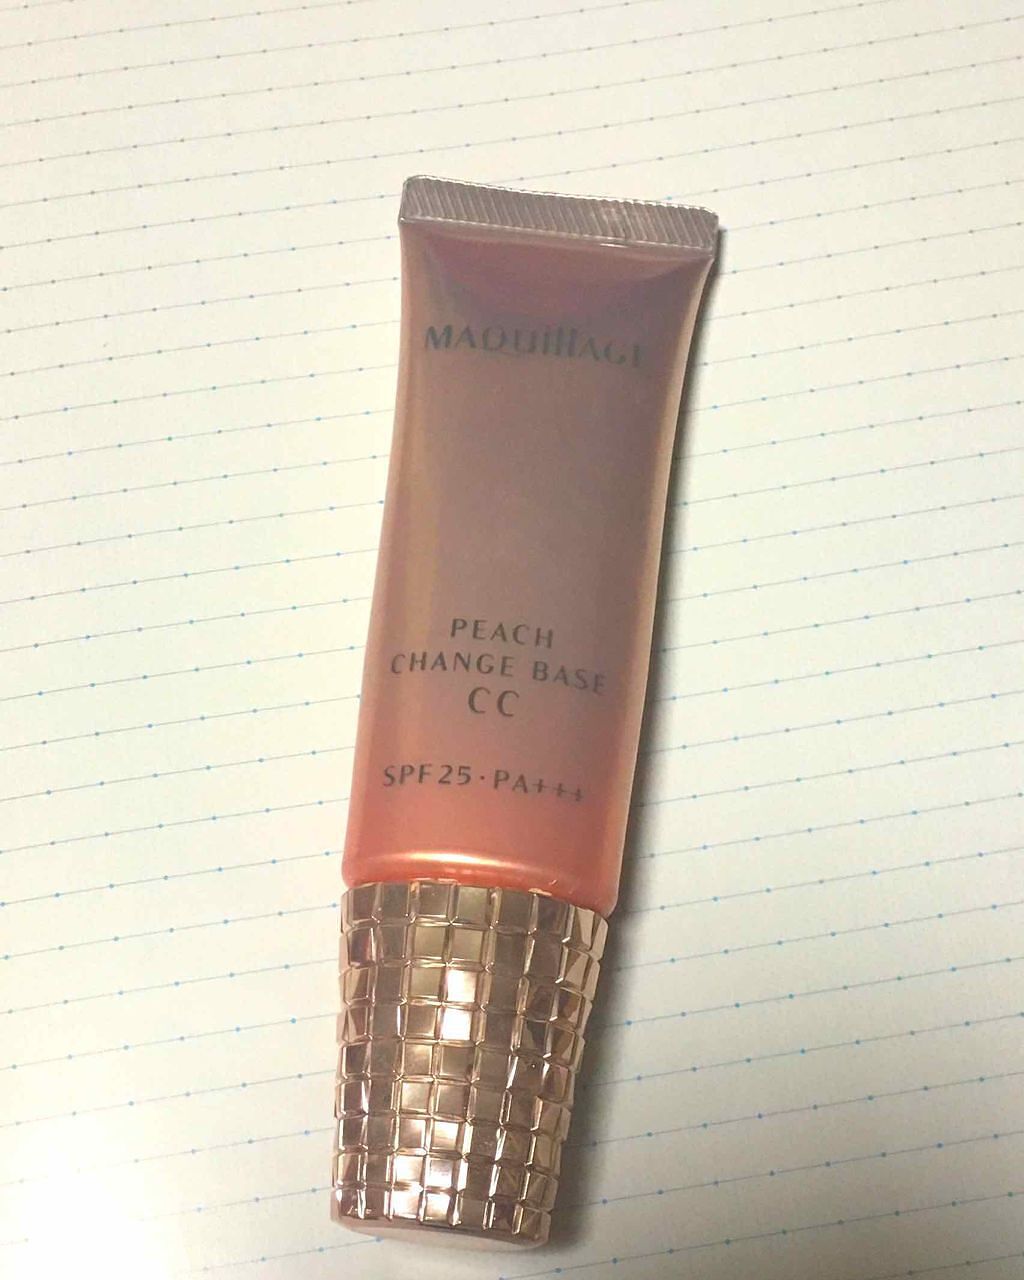 MAQuillAGE
PEACH
CHANGE BASE
CC
SPF25・PA+++